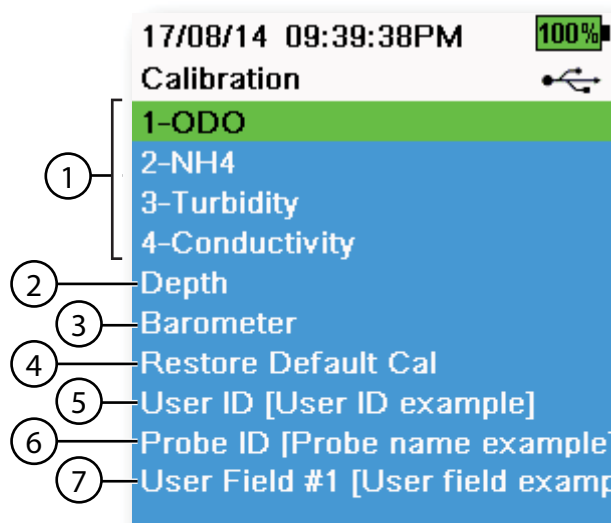 17/08/14 09:39:38PM 100%
Calibration
1 1-ODO
2-NH4
3-Turbidity
4-Conductivity
2 Depth
3 Barometer
4 Restore Default Cal
5 User ID [User ID example]
6 Probe ID [Probe name example]
7 User Field #1 [User field examp